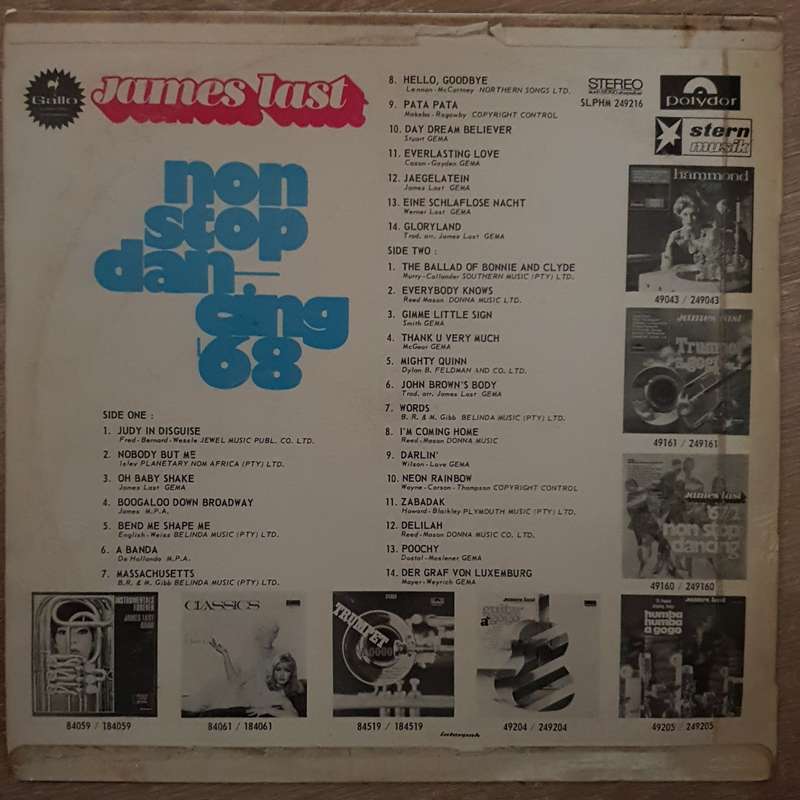 Gallo
James Last
non
stop
dan-
cing
'68
SIDE ONE :
1. JUDY IN DISGUISE
Fred - Bernard - Wessle JEWEL MUSIC PUBL. CO. LTD.
2. NOBODY BUT ME
Isley PLANETARY NOM AFRICA (PTY) LTD.
3. OH BABY SHAKE
James Last GEMA
4. BOOGALOO DOWN BROADWAY
James M.P.A.
5. BEND ME SHAPE ME
English - Weiss BELINDA MUSIC (PTY) LTD.
6. A BANDA
De Hollanda M.P.A.
7. MASSACHUSETTS
B.R. & M. Gibb BELINDA MUSIC (PTY) LTD.
8. HELLO, GOODBYE
Lennon - McCartney NORTHERN SONGS LTD.
9. PATA PATA
Makeba - Ragowby COPYRIGHT CONTROL
10. DAY DREAM BELIEVER
Stuart GEMA
11. EVERLASTING LOVE
Cason - Gayden GEMA
12. JAEGELATEIN
James Last GEMA
13. EINE SCHLAFLOSE NACHT
Werner Last GEMA
14. GLORYLAND
Trad. arr. James Last GEMA
SIDE TWO :
1. THE BALLAD OF BONNIE AND CLYDE
Murry - Callander SOUTHERN MUSIC (PTY) LTD.
2. EVERYBODY KNOWS
Reed Mason DONNA MUSIC LTD.
3. GIMME LITTLE SIGN
Smith GEMA
4. THANK U VERY MUCH
McGear GEMA
5. MIGHTY QUINN
Dylan B. FELDMAN AND CO. LTD.
6. JOHN BROWN'S BODY
Trad. arr. James Last GEMA
7. WORDS
B. R. & M. Gibb BELINDA MUSIC (PTY) LTD.
8. I'M COMING HOME
Reed - Mason DONNA MUSIC
9. DARLIN'
Wilson - Love GEMA
10. NEON RAINBOW
Wayne - Carson - Thompson COPYRIGHT CONTROL
11. ZABADAK
Howard - Blaikley PLYMOUTH MUSIC (PTY) LTD.
12. DELILAH
Reed - Mason DONNA MUSIC CO. LTD.
13. POOCHY
Dostal - Moslener GEMA
14. DER GRAF VON LUXEMBURG
Mayer - Weyrich GEMA
STEREO
SLPHM 249216
polydor
stern
musik
hammond
49043 / 249043
James Last
Trumpet
a gogo
49161 / 249161
james last
67/2
non stop
dancing
49160 / 249160
INSTRUMENTALS
FOREVER
JAMES LAST
BAND
84059 / 184059
CLASSICS
84061 / 184061
TRUMPET
84519 / 184519
james last
guitar
à gogo
49204 / 249204
james last
humba
humba
a gogo
49205 / 249205
interpak